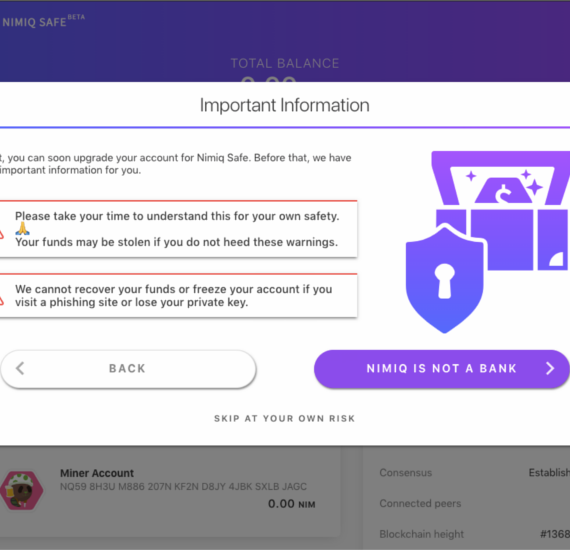 NIMIQ SAFE BETA
TOTAL BALANCE
Important Information
you can soon upgrade your account for Nimiq Safe. Before that, we have
important information for you.
Please take your time to understand this for your own safety.
🙏
Your funds may be stolen if you do not heed these warnings.
We cannot recover your funds or freeze your account if you
visit a phishing site or lose your private key.
BACK
NIMIQ IS NOT A BANK
SKIP AT YOUR OWN RISK
Miner Account
NQ59 8H3U M886 207N KF2N D8JY 4JBK SXLB JAGC
0.00 NIM
Consensus
Establish
Connected peers
Blockchain height
#1368